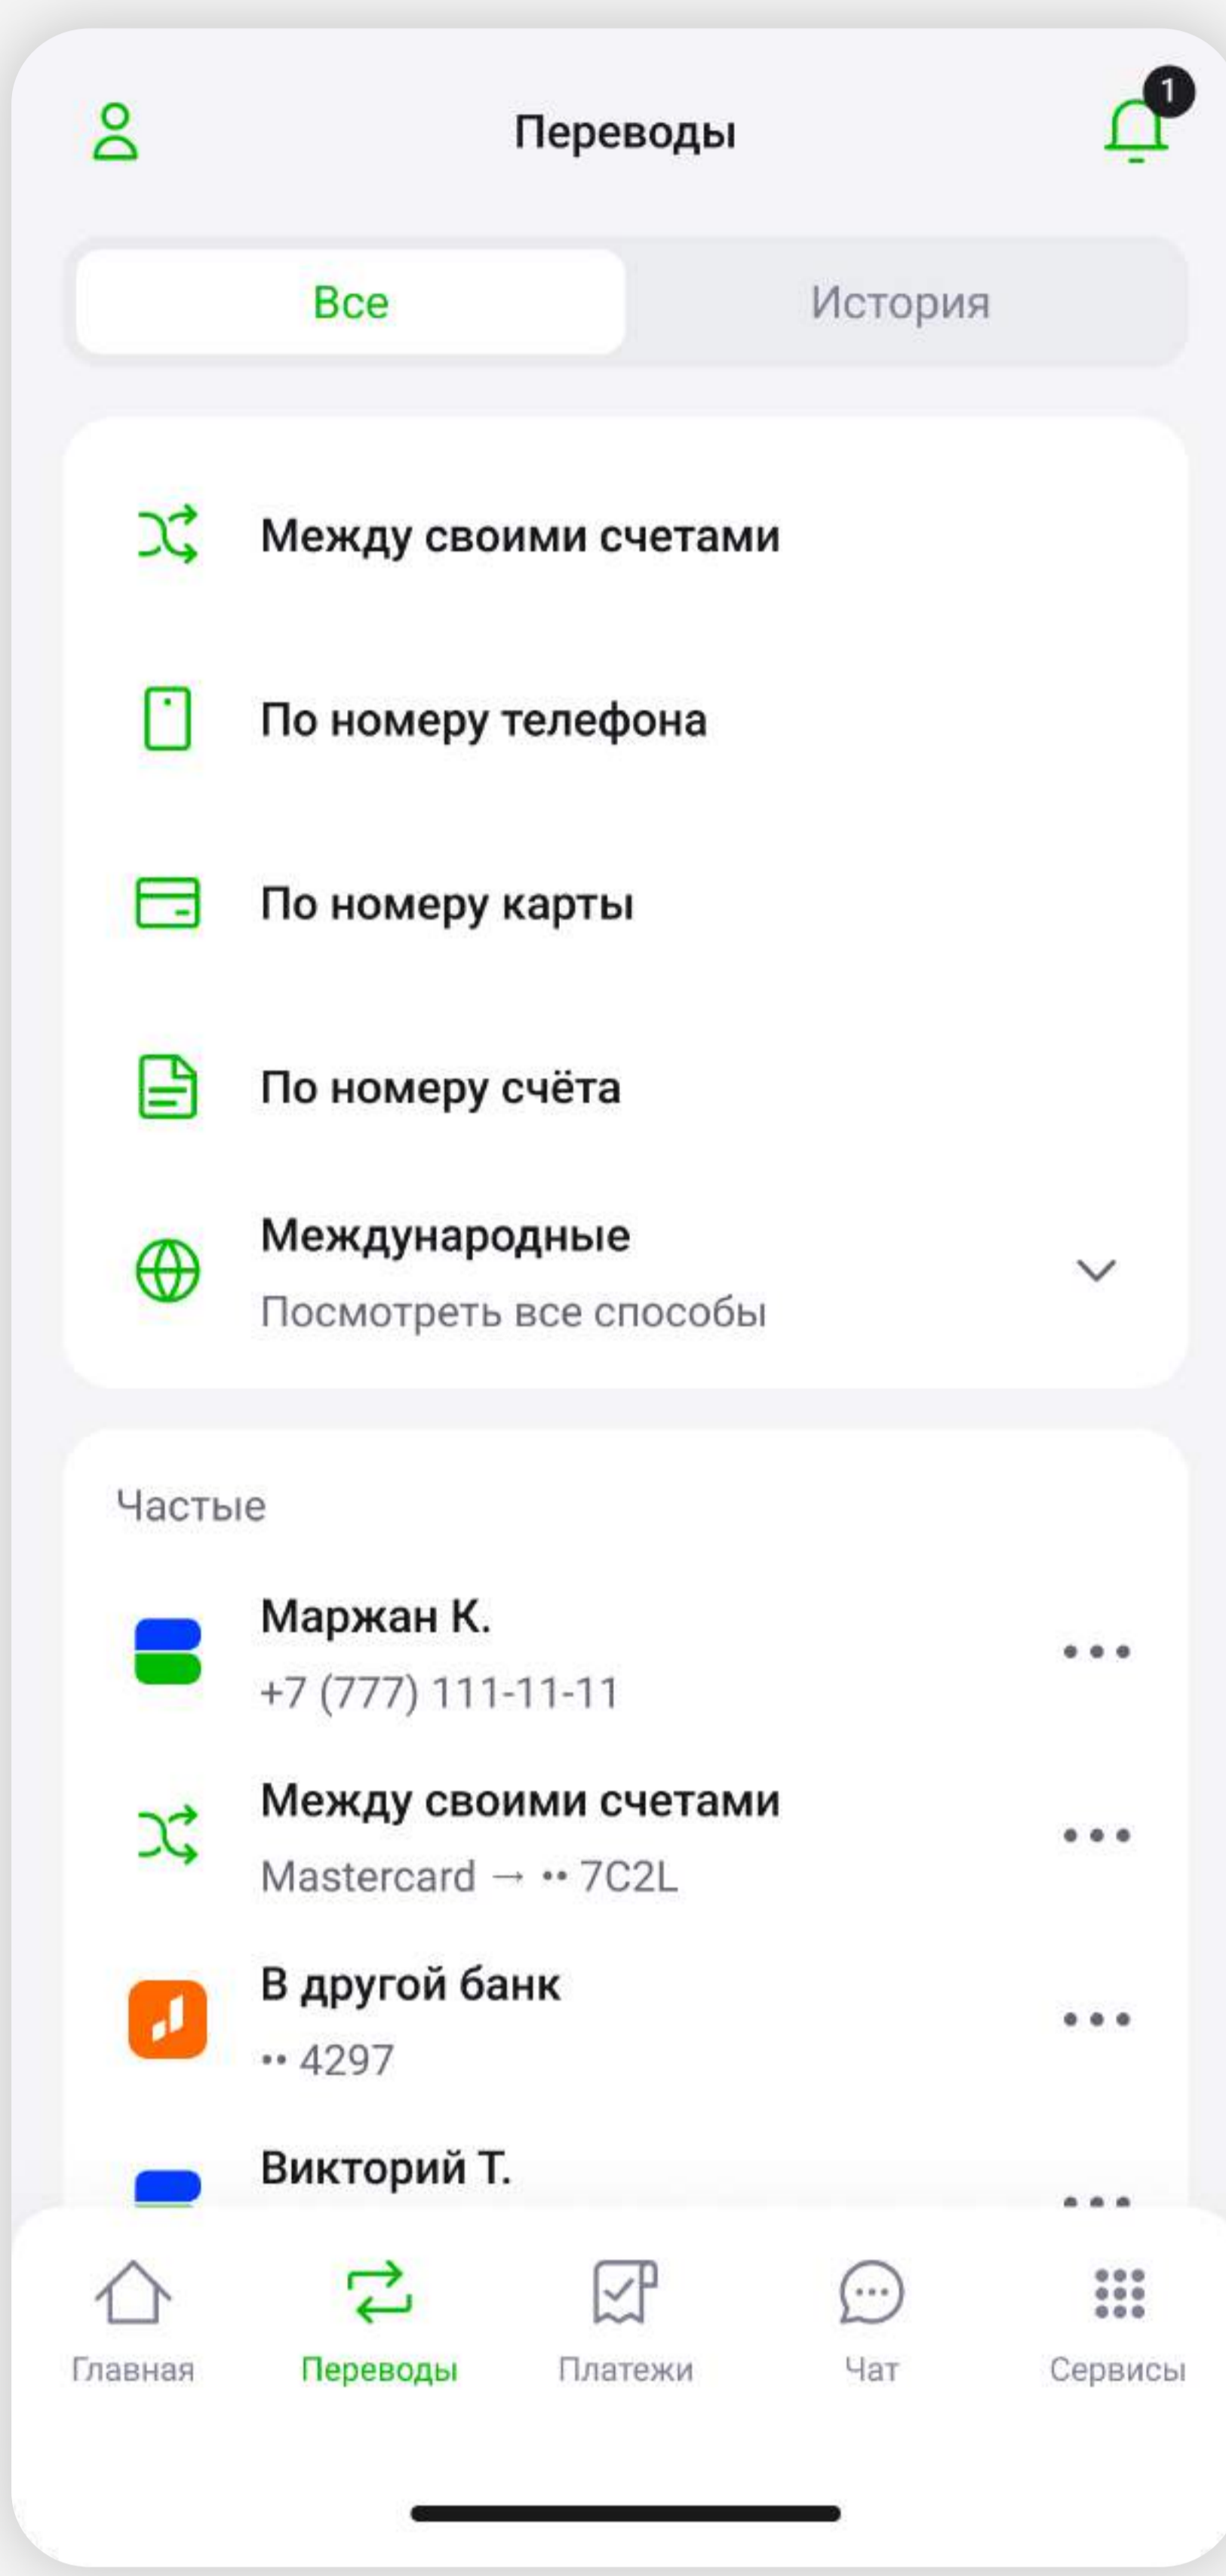 Переводы
1
Все
История
Между своими счетами
По номеру телефона
По номеру карты
По номеру счёта
Международные
Посмотреть все способы
Частые
Маржан К.
+7 (777) 111-11-11
Между своими счетами
Mastercard → •• 7C2L
В другой банк
•• 4297
Викторий Т.
Главная
Переводы
Платежи
Чат
Сервисы